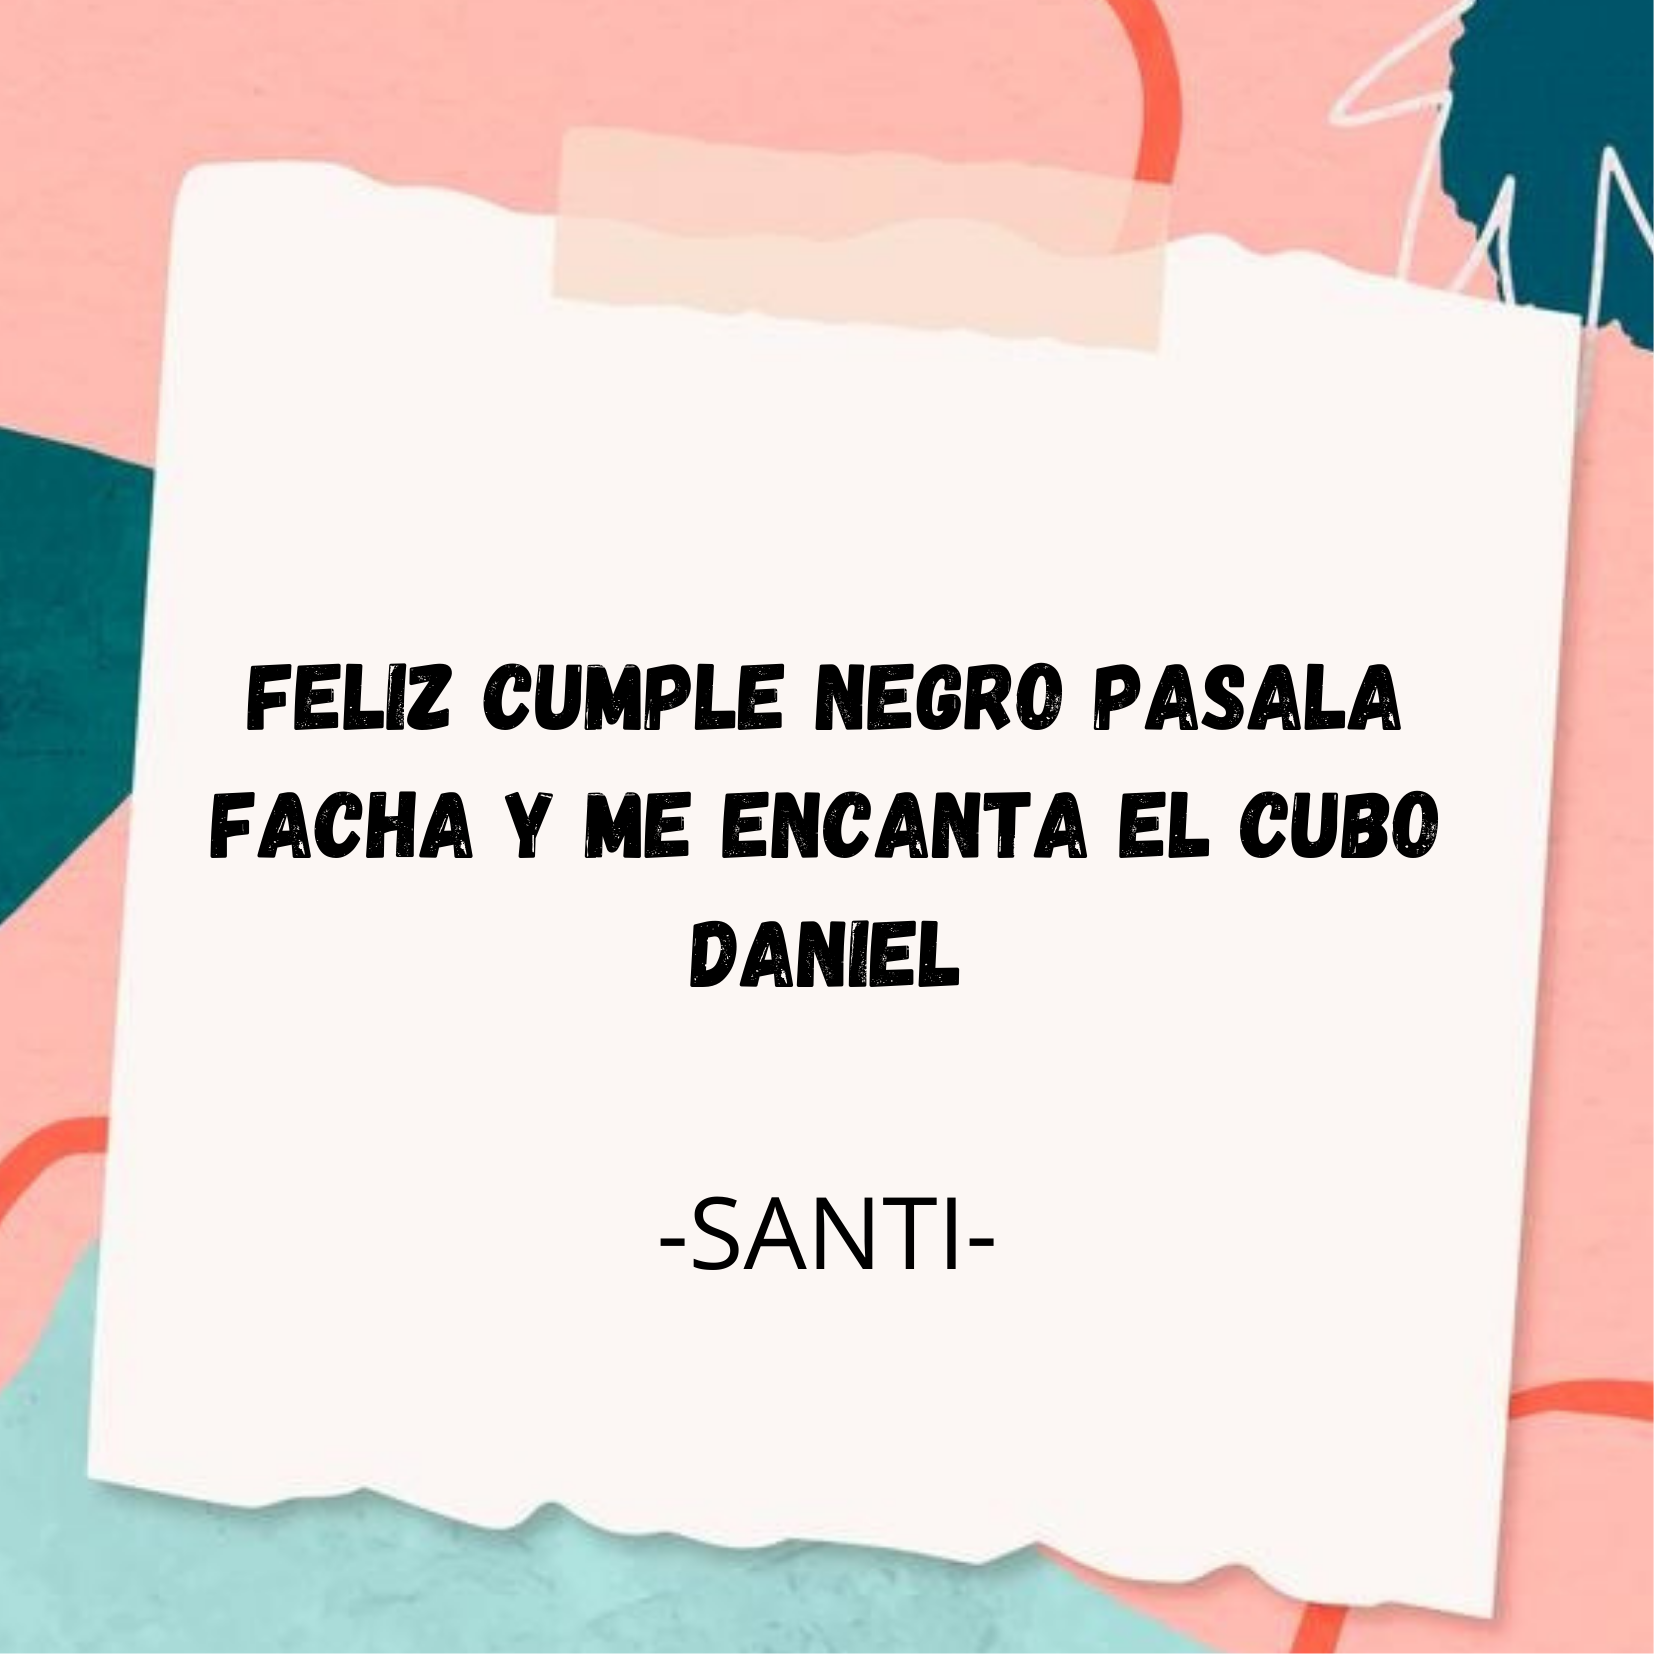 FELIZ CUMPLE NEGRO PASALA
FACHA Y ME ENCANTA EL CUBO
DANIEL
-SANTI-